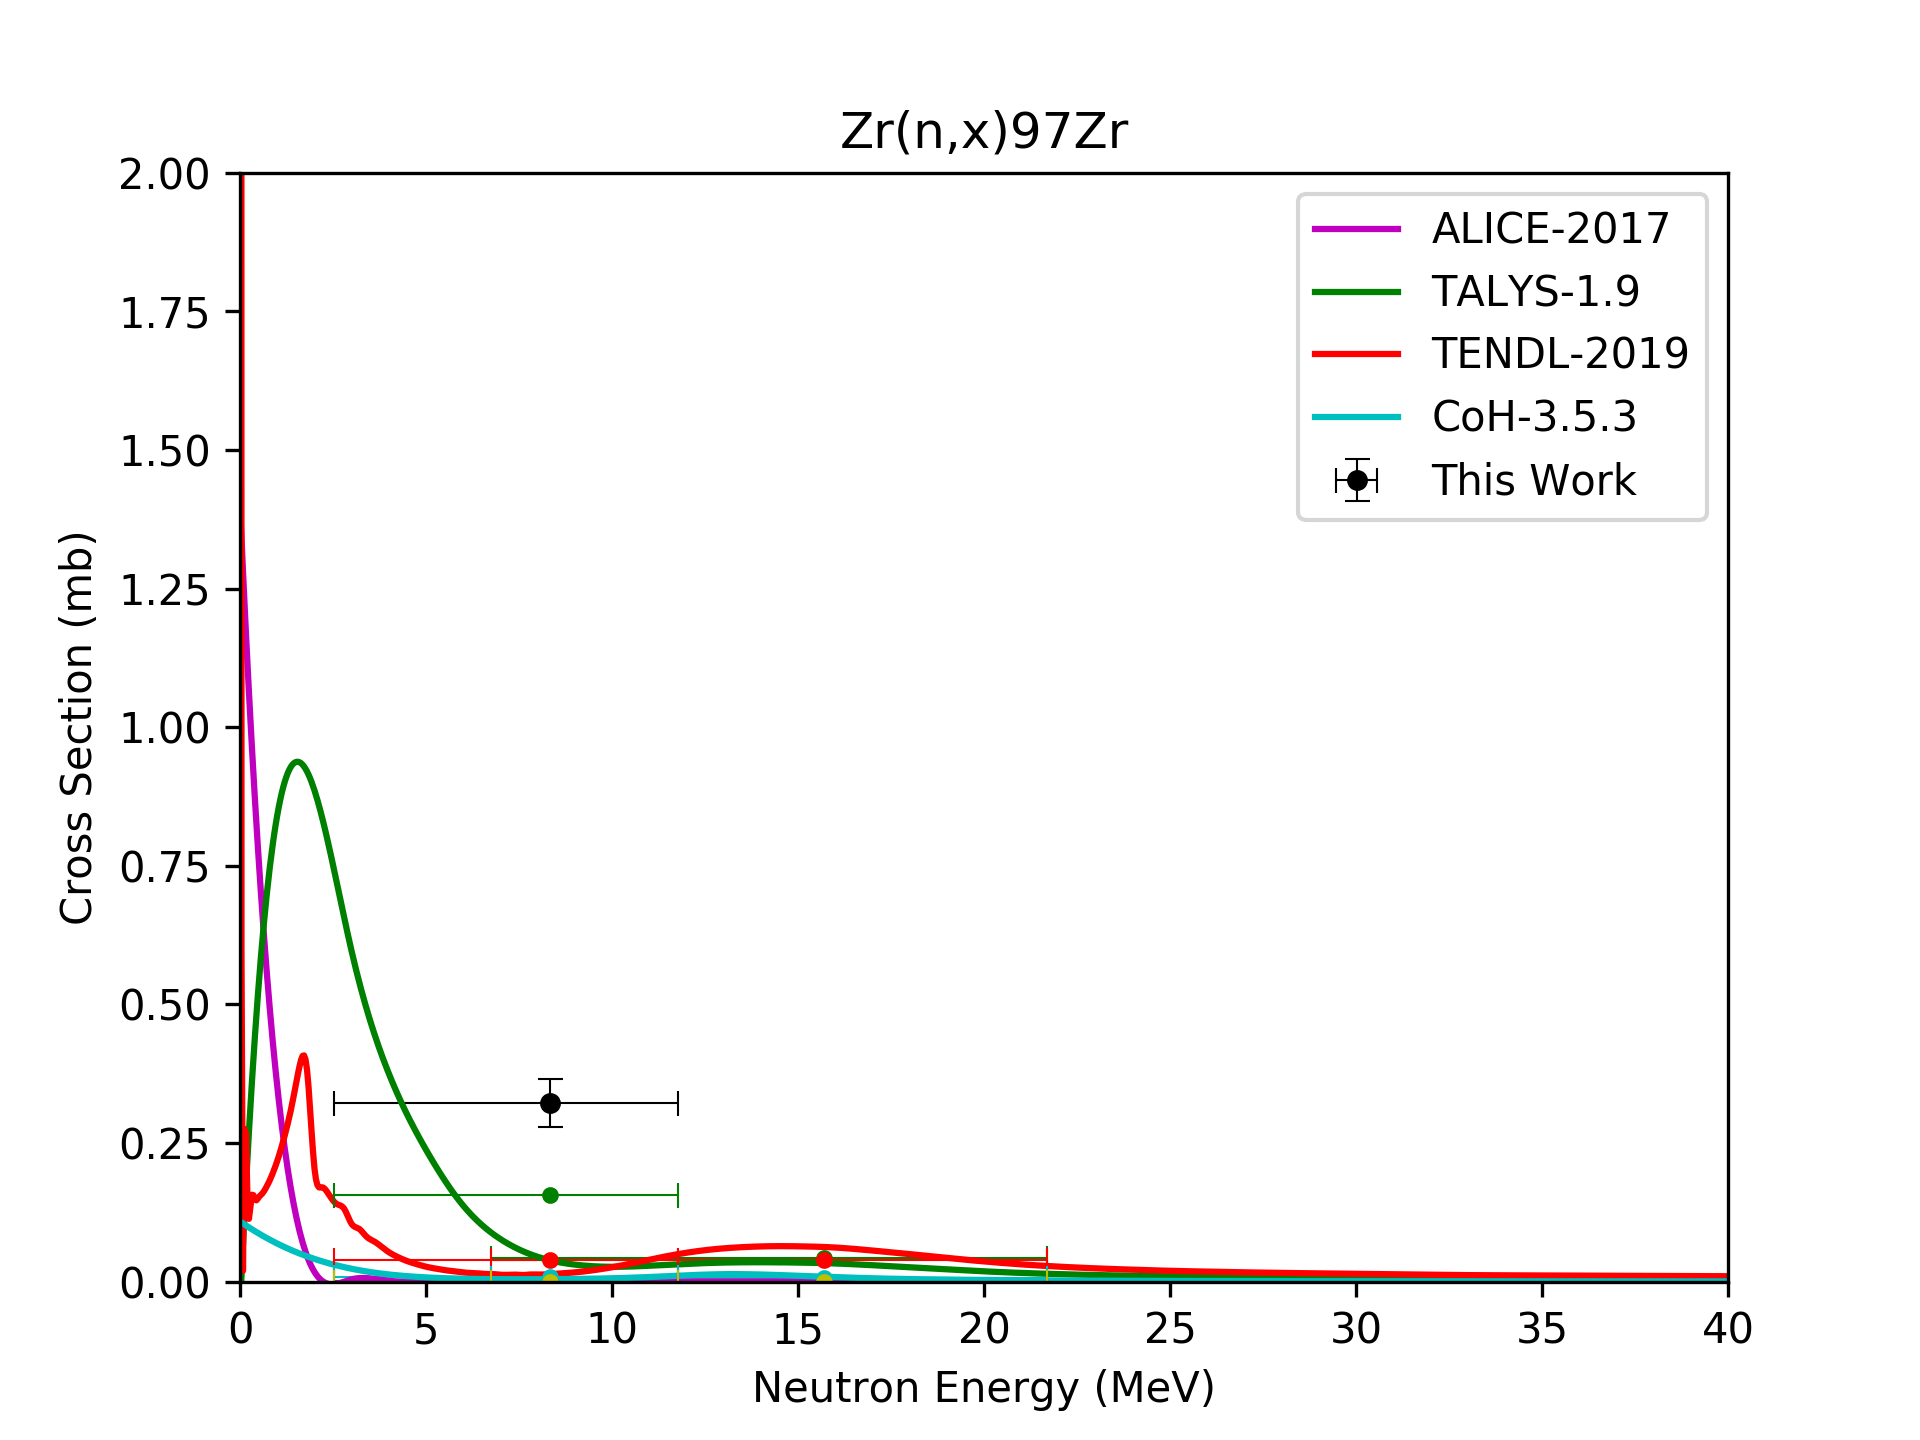 Zr(n,x)97Zr
2.00
1.75
1.50
1.25
1.00
0.75
0.50
0.25
0.00
Cross Section (mb)
ALICE-2017
TALYS-1.9
TENDL-2019
CoH-3.5.3
This Work
0 5 10 15 20 25 30 35 40
Neutron Energy (MeV)